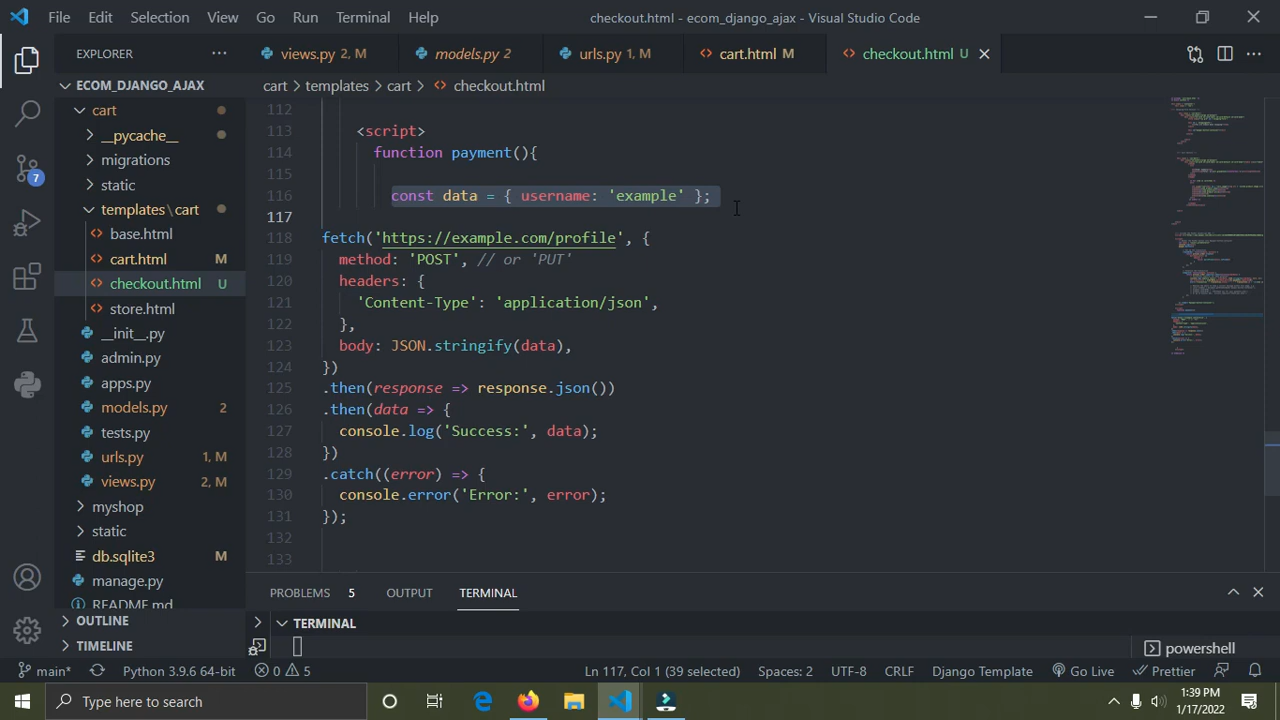 File Edit Selection View Go Run Terminal Help checkout.html - ecom_django_ajax - Visual Studio Code
EXPLORER
views.py 2, M
models.py 2
urls.py 1, M
cart.html M
checkout.html U
ECOM_DJANGO_AJAX
cart > templates > cart > checkout.html
cart
__pycache__
migrations
static
templates\cart
base.html
cart.html M
checkout.html U
store.html
__init__.py
admin.py
apps.py
models.py 2
tests.py
urls.py 1, M
views.py 2, M
myshop
static
db.sqlite3 M
manage.py
README.md
OUTLINE
TIMELINE
112
113 <script>
114 function payment(){
115
116 const data = { username: 'example' };
117
118 fetch('https://example.com/profile', {
119 method: 'POST', // or 'PUT'
120 headers: {
121 'Content-Type': 'application/json',
122 },
123 body: JSON.stringify(data),
124 })
125 .then(response => response.json())
126 .then(data => {
127 console.log('Success:', data);
128 })
129 .catch((error) => {
130 console.error('Error:', error);
131 });
132
133
PROBLEMS 5 OUTPUT TERMINAL
TERMINAL
powershell
7
main* Python 3.9.6 64-bit 0 5 Ln 117, Col 1 (39 selected) Spaces: 2 UTF-8 CRLF Django Template Go Live Prettier
Type here to search
1:39 PM
1/17/2022